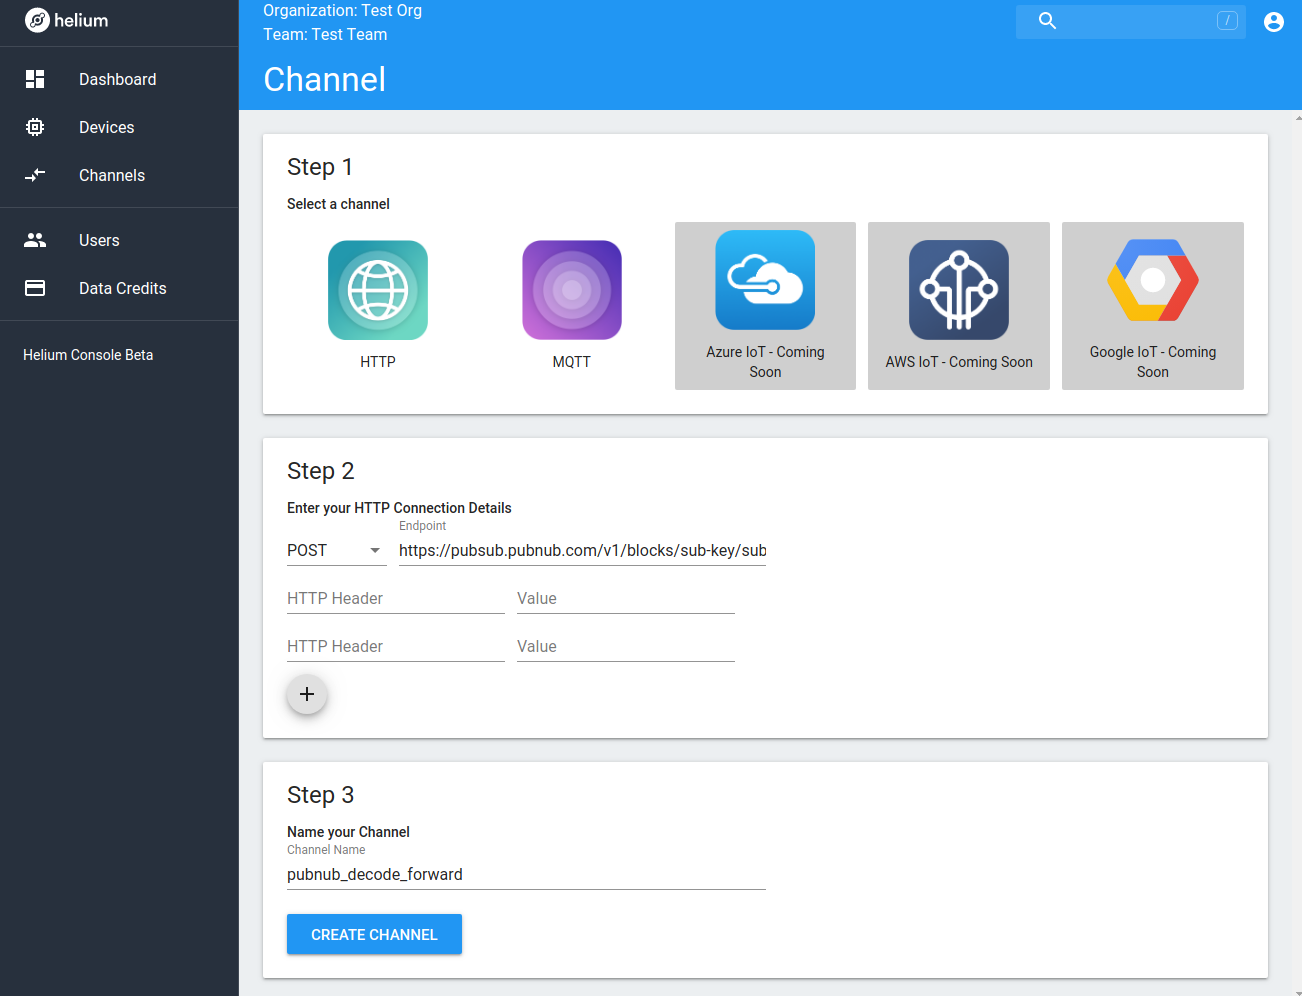 helium
Organization: Test Org
Team: Test Team
/
Channel
Dashboard
Devices
Channels
Users
Data Credits
Helium Console Beta
Step 1
Select a channel
HTTP
MQTT
Azure IoT - Coming
Soon
AWS IoT - Coming Soon
Google IoT - Coming
Soon
Step 2
Enter your HTTP Connection Details
Endpoint
POST
https://pubsub.pubnub.com/v1/blocks/sub-key/sub
HTTP Header
Value
HTTP Header
Value
+
Step 3
Name your Channel
Channel Name
pubnub_decode_forward
CREATE CHANNEL